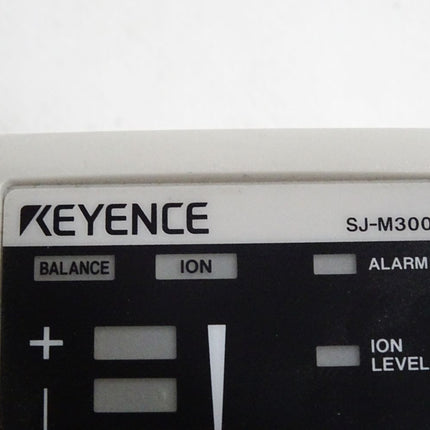 KEYENCE
SJ-M300
BALANCE ION ALARM
+
ION
LEVEL